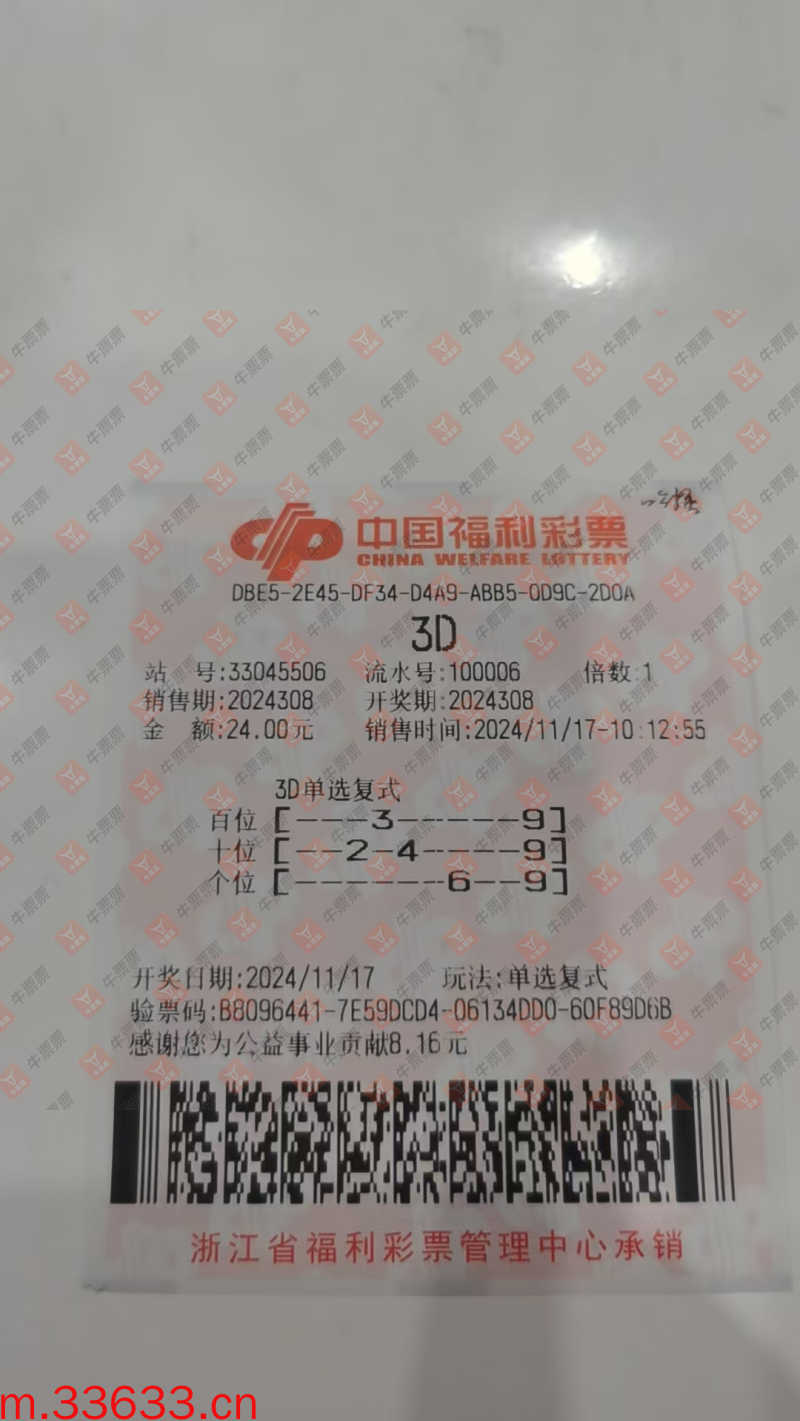 中国福利彩票
CHINA WELFARE LOTTERY
DBE5-2E45-DF34-D4A9-ABB5-0D9C-2D0A
3D
站 号:33045506 流水号:100006 倍数:1
销售期:2024308 开奖期:2024308
金 额:24.00元 销售时间:2024/11/17-10:12:55
3D单选复式
百位 [---3------9]
十位 [--2-4-----9]
个位 [------6--9]
开奖日期:2024/11/17 玩法:单选复式
验票码:B8096441-7E59DCD4-06134DD0-60F89D6B
感谢您为公益事业贡献8.16元
浙江省福利彩票管理中心承销
牛票票
m.33633.cn